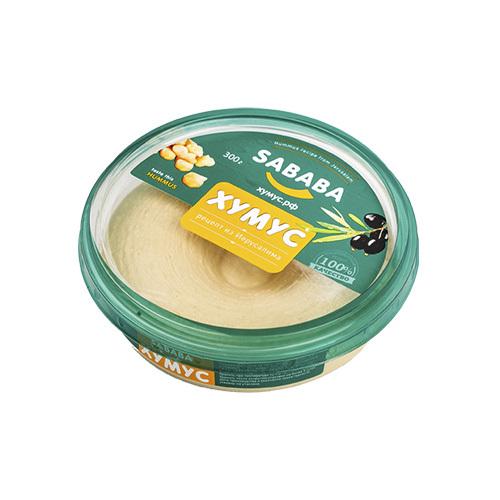 Hummus recipe from Jerusalem
300г
SABABA
хумус.рф
taste this
HUMMUS
ХУМУС
рецепт из Иерусалима
100%
КАЧЕСТВО
SABABA
ХУМУС